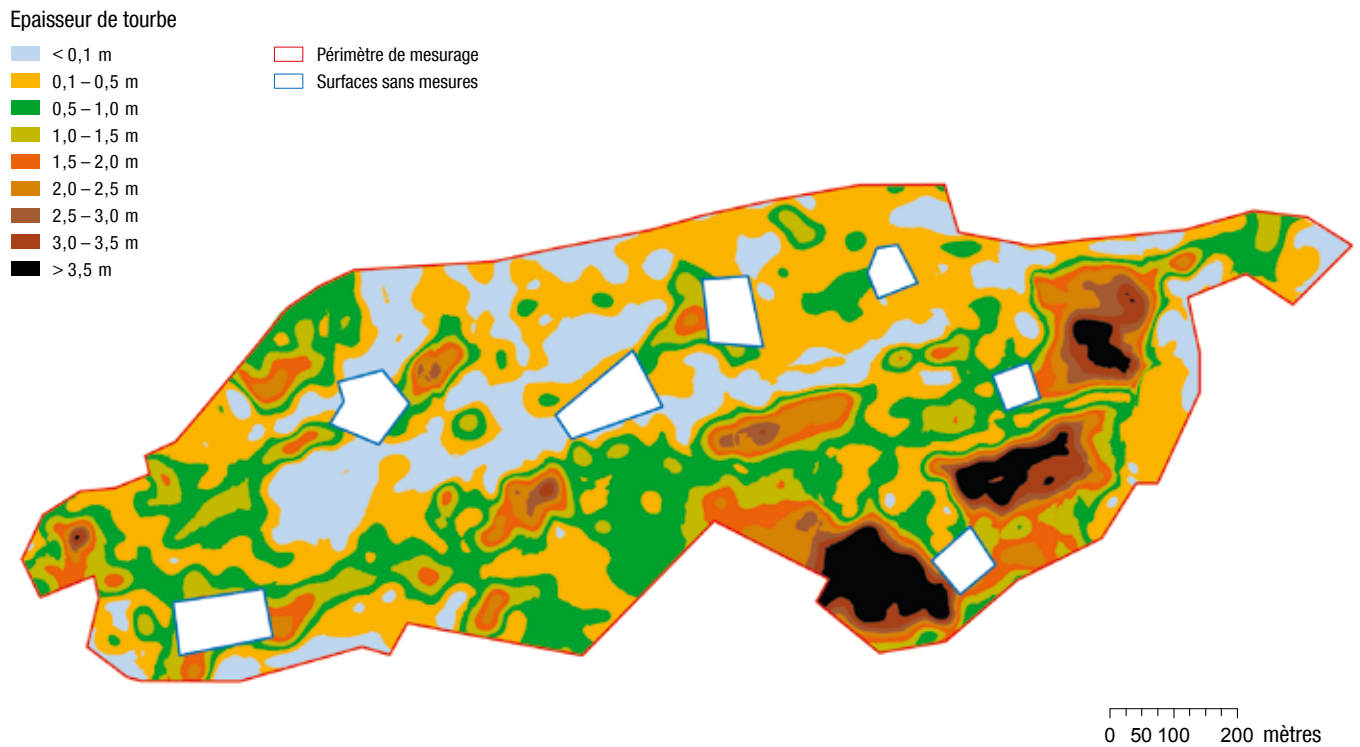 Epaisseur de tourbe
< 0,1 m
0,1 – 0,5 m
0,5 – 1,0 m
1,0 – 1,5 m
1,5 – 2,0 m
2,0 – 2,5 m
2,5 – 3,0 m
3,0 – 3,5 m
> 3,5 m
Périmètre de mesurage
Surfaces sans mesures
0 50 100 200 mètres